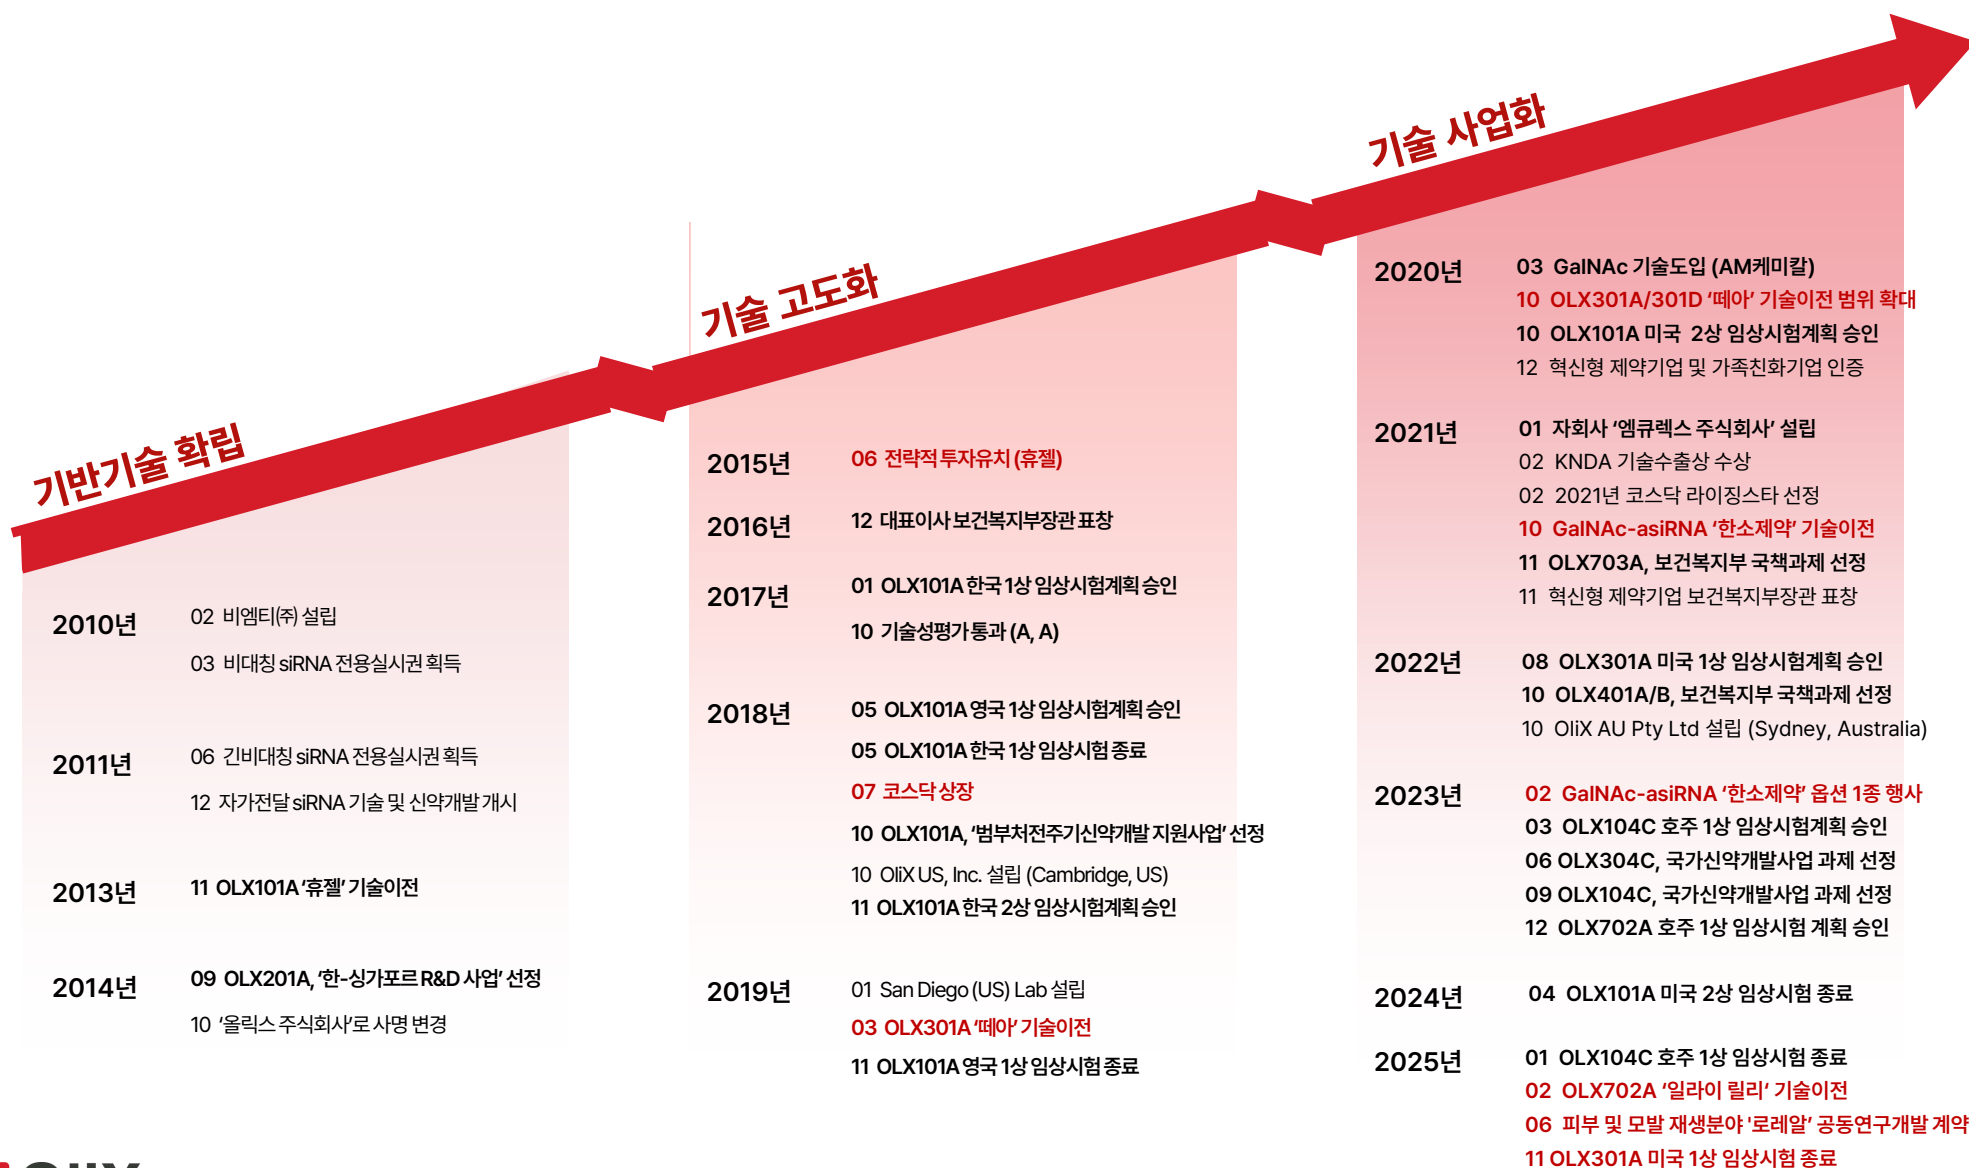 기반기술 확립
2010년
02 비엠티㈜ 설립
03 비대칭 siRNA 전용실시권 획득
2011년
06 긴비대칭 siRNA 전용실시권 획득
12 자가전달 siRNA 기술 및 신약개발 개시
2013년
11 OLX101A ‘휴젤’ 기술이전
2014년
09 OLX201A, ‘한-싱가포르 R&D 사업’ 선정
10 ‘올릭스 주식회사’로 사명 변경
기술 고도화
2015년
06 전략적 투자유치 (휴젤)
2016년
12 대표이사 보건복지부장관 표창
2017년
01 OLX101A 한국 1상 임상시험계획 승인
10 기술성평가 통과 (A, A)
2018년
05 OLX101A 영국 1상 임상시험계획 승인
05 OLX101A 한국 1상 임상시험 종료
07 코스닥 상장
10 OLX101A, ‘범부처전주기신약개발 지원사업’ 선정
10 OliX US, Inc. 설립 (Cambridge, US)
11 OLX101A 한국 2상 임상시험계획 승인
2019년
01 San Diego (US) Lab 설립
03 OLX301A ‘떼아’ 기술이전
11 OLX101A 영국 1상 임상시험 종료
기술 사업화
2020년
03 GalNAc 기술도입 (AM케미칼)
10 OLX301A/301D ‘떼아’ 기술이전 범위 확대
10 OLX101A 미국 2상 임상시험계획 승인
12 혁신형 제약기업 및 가족친화기업 인증
2021년
01 자회사 ‘엠큐렉스 주식회사’ 설립
02 KNDA 기술수출상 수상
02 2021년 코스닥 라이징스타 선정
10 GalNAc-asiRNA ‘한소제약’ 기술이전
11 OLX703A, 보건복지부 국책과제 선정
11 혁신형 제약기업 보건복지부장관 표창
2022년
08 OLX301A 미국 1상 임상시험계획 승인
10 OLX401A/B, 보건복지부 국책과제 선정
10 OliX AU Pty Ltd 설립 (Sydney, Australia)
2023년
02 GalNAc-asiRNA ‘한소제약’ 옵션 1종 행사
03 OLX104C 호주 1상 임상시험계획 승인
06 OLX304C, 국가신약개발사업 과제 선정
09 OLX104C, 국가신약개발사업 과제 선정
12 OLX702A 호주 1상 임상시험 계획 승인
2024년
04 OLX101A 미국 2상 임상시험 종료
2025년
01 OLX104C 호주 1상 임상시험 종료
02 OLX702A ‘일라이 릴리‘ 기술이전
06 피부 및 모발 재생분야 '로레알’ 공동연구개발 계약
11 OLX301A 미국 1상 임상시험 종료